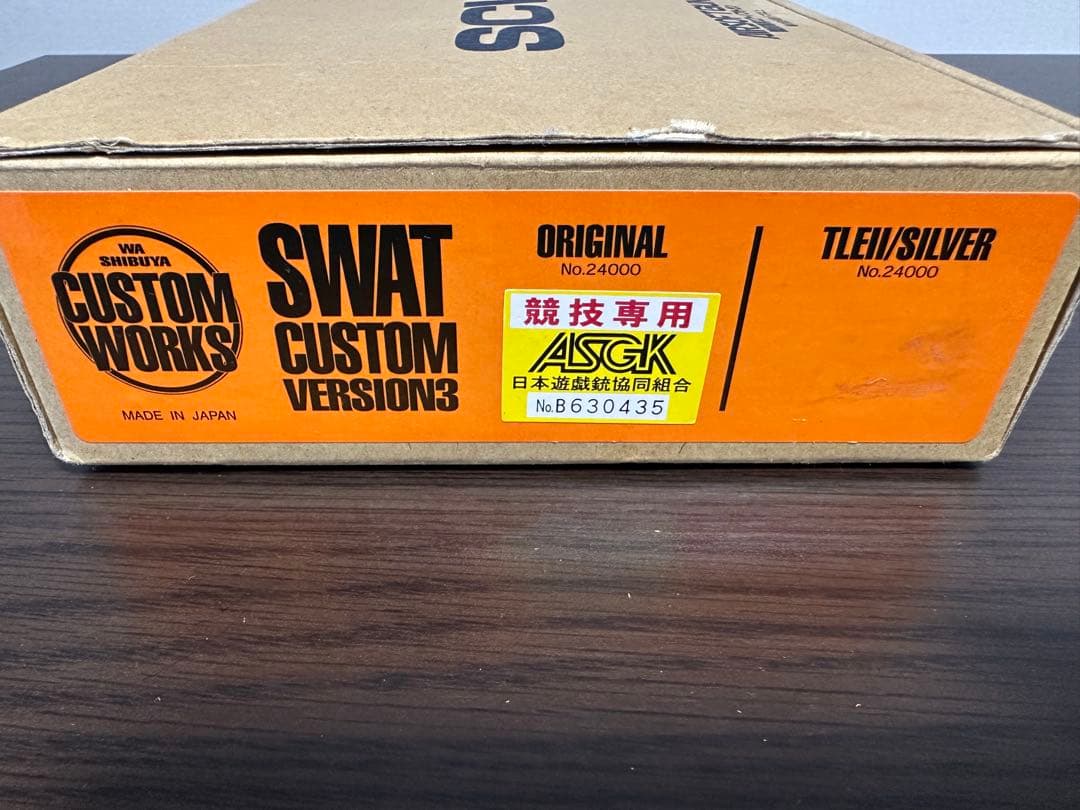 SCW
WA
SHIBUYA
CUSTOM
WORKS
MADE IN JAPAN
SWAT
CUSTOM
VERSION3
ORIGINAL
No.24000
競技専用
ASGK
日本遊戯銃協同組合
No.B630435
TLEII/SILVER
No.24000